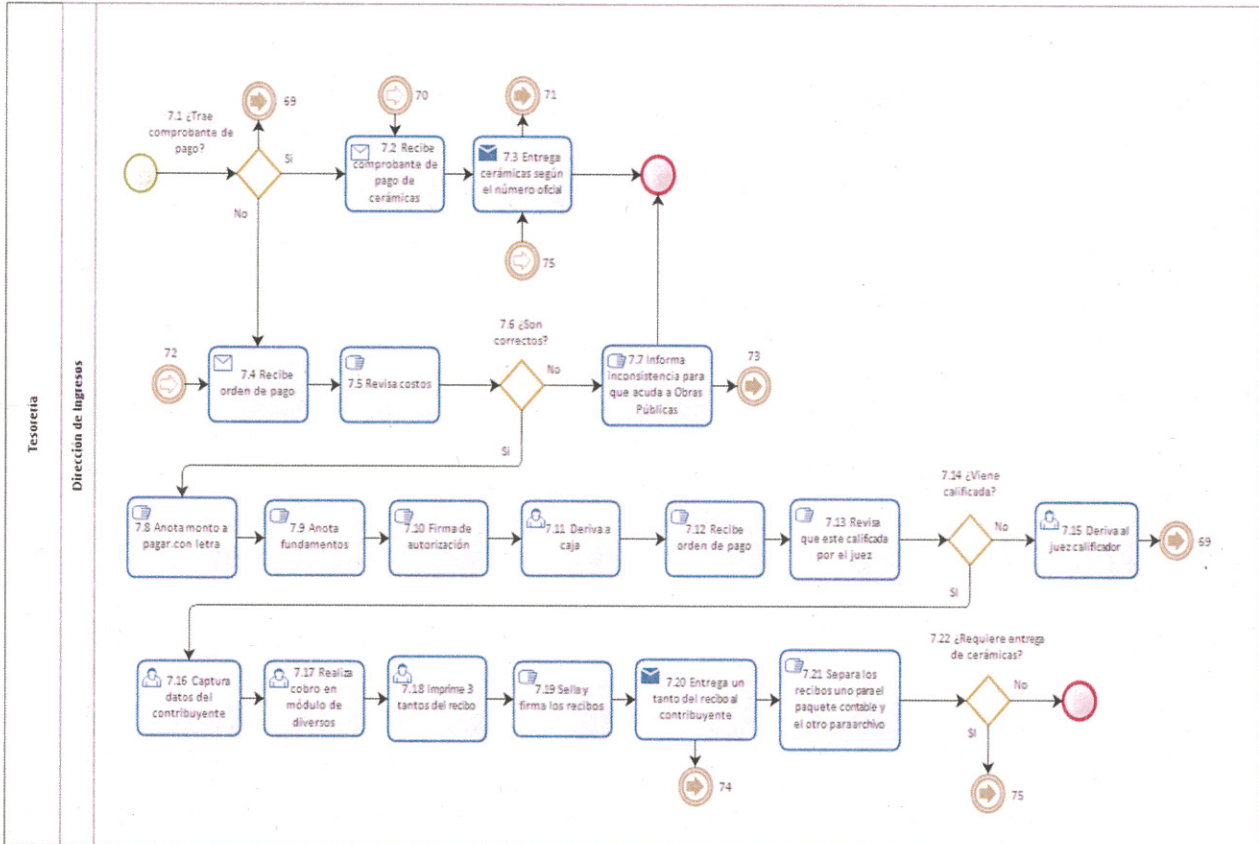 Tesorería
Dirección de Ingresos
7.1 ¿Trae
comprobante de
pago?
69
70
71
Si
No
7.2 Recibe
comprobante de
pago de
cerámicas
7.3 Entrega
cerámicas según
el número oficial
75
72
7.4 Recibe
orden de pago
7.5 Revisa costos
7.6 ¿Son
correctos?
No
Si
7.7 Informa
inconsistencia para
que acuda a Obras
Públicas
73
7.8 Anota monto a
pagar con letra
7.9 Anota
fundamentos
7.10 Firma de
autorización
7.11 Deriva a
caja
7.12 Recibe
orden de pago
7.13 Revisa
que este calificada
por el juez
7.14 ¿Viene
calificada?
No
Si
7.15 Deriva al
juez calificador
69
7.16 Captura
datos del
contribuyente
7.17 Realiza
cobro en
módulo de
diversos
7.18 Imprime 3
tantos del recibo
7.19 Sella y
firma los recibos
7.20 Entrega un
tanto del recibo al
contribuyente
74
7.21 Separa los
recibos uno para el
paquete contable y
el otro para archivo
7.22 ¿Requiere entrega
de cerámicas?
No
Si
75